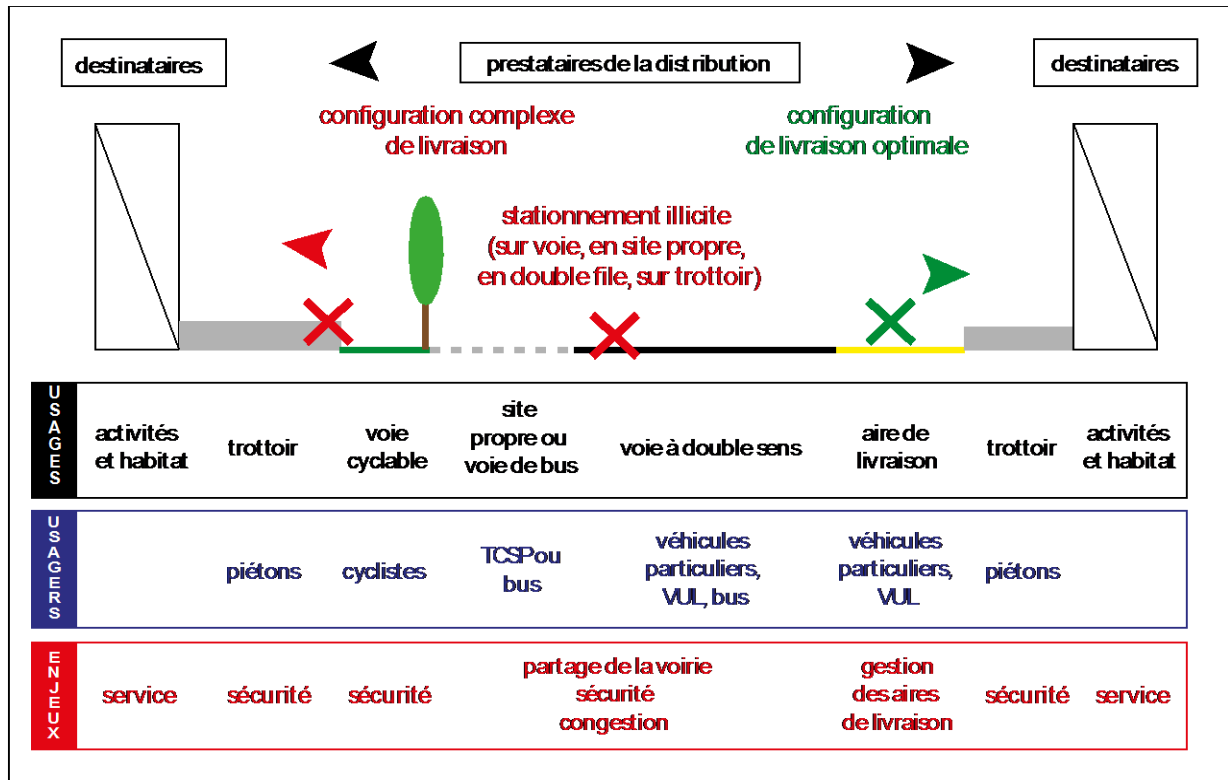 destinataires
prestataires de la distribution
destinataires
configuration complexe
de livraison
configuration
de livraison optimale
stationnement illicite
(sur voie, en site propre,
en double file, sur trottoir)
USAGES
activités
et habitat
trottoir
voie
cyclable
site
propre ou
voie de bus
voie à double sens
aire de
livraison
trottoir
activités
et habitat
USAGERS
piétons
cyclistes
TCSP ou
bus
véhicules
particuliers,
VUL, bus
véhicules
particuliers,
VUL
piétons
ENJEUX
service
sécurité
sécurité
partage de la voirie
sécurité
congestion
gestion
des aires
de livraison
sécurité
service